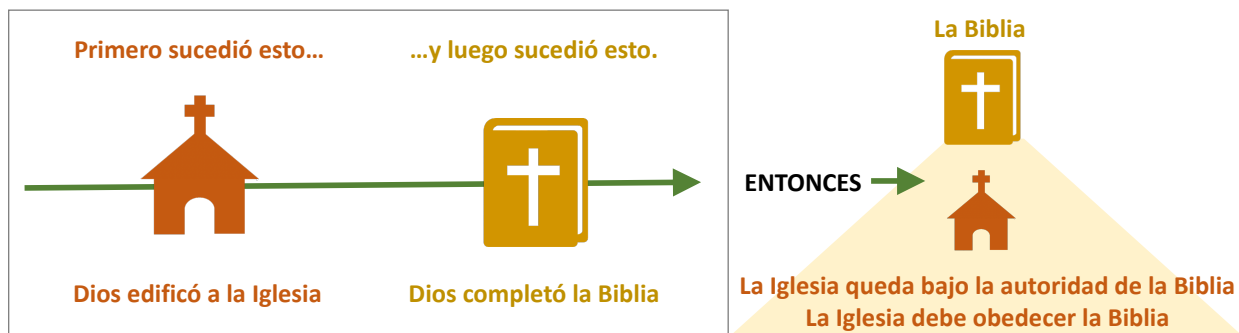 Primero sucedió esto…
…y luego sucedió esto.
Dios edificó a la Iglesia
Dios completó la Biblia
La Biblia
ENTONCES
La Iglesia queda bajo la autoridad de la Biblia
La Iglesia debe obedecer la Biblia